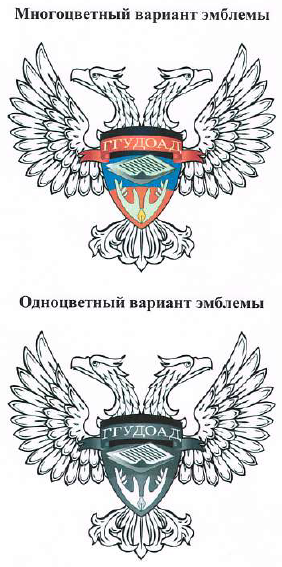 Многоцветный вариант эмблемы
ГГУДОАД
Одноцветный вариант эмблемы
ГГУДОАД